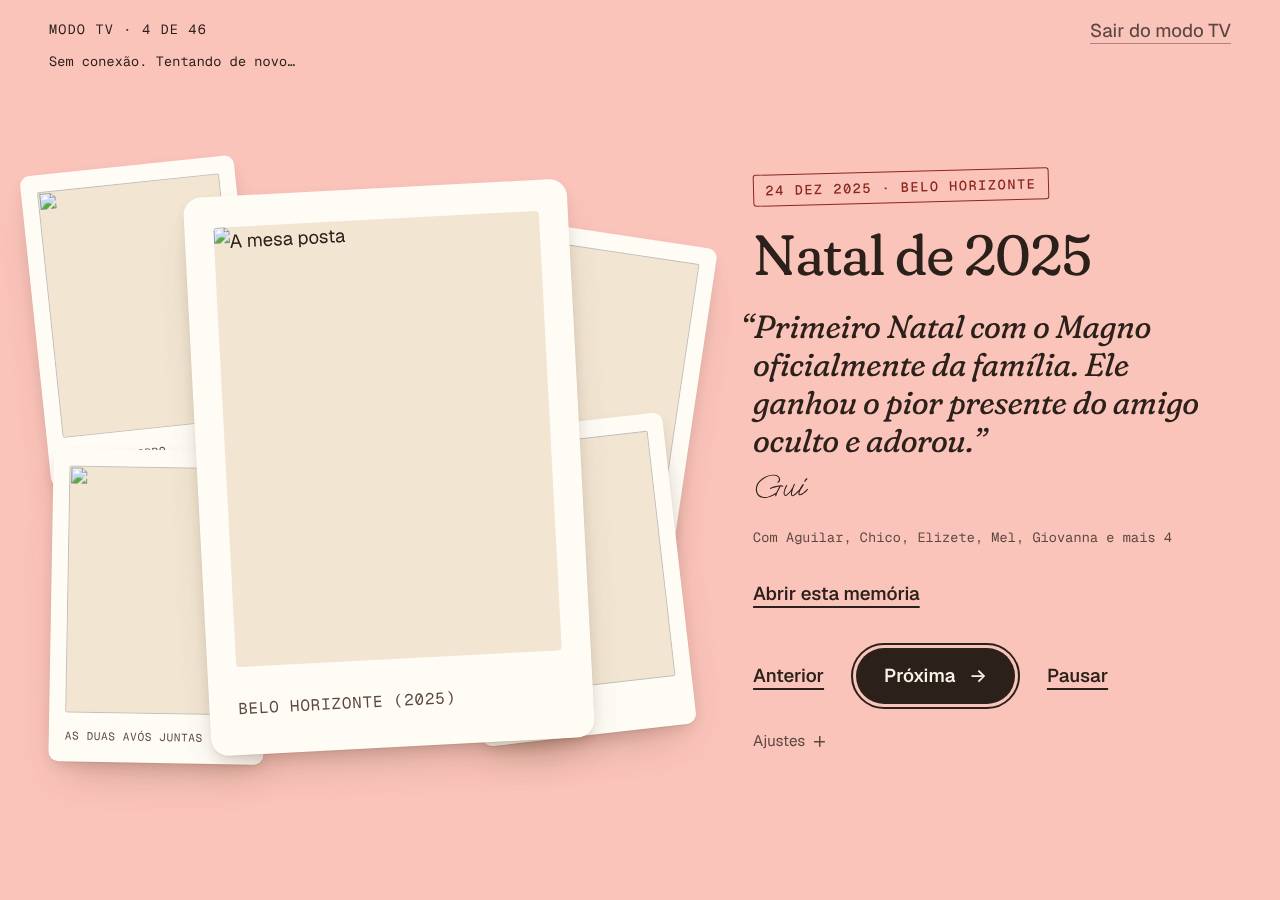 MODO TV · 4 DE 46
Sair do modo TV
Sem conexão. Tentando de novo…
A mesa posta
BELO HORIZONTE (2025)
AS DUAS AVÓS JUNTAS
24 DEZ 2025 · BELO HORIZONTE
Natal de 2025
“Primeiro Natal com o Magno
oficialmente da família. Ele
ganhou o pior presente do amigo
oculto e adorou.”
Gui
Com Aguilar, Chico, Elizete, Mel, Giovanna e mais 4
Abrir esta memória
Anterior
Próxima →
Pausar
Ajustes +